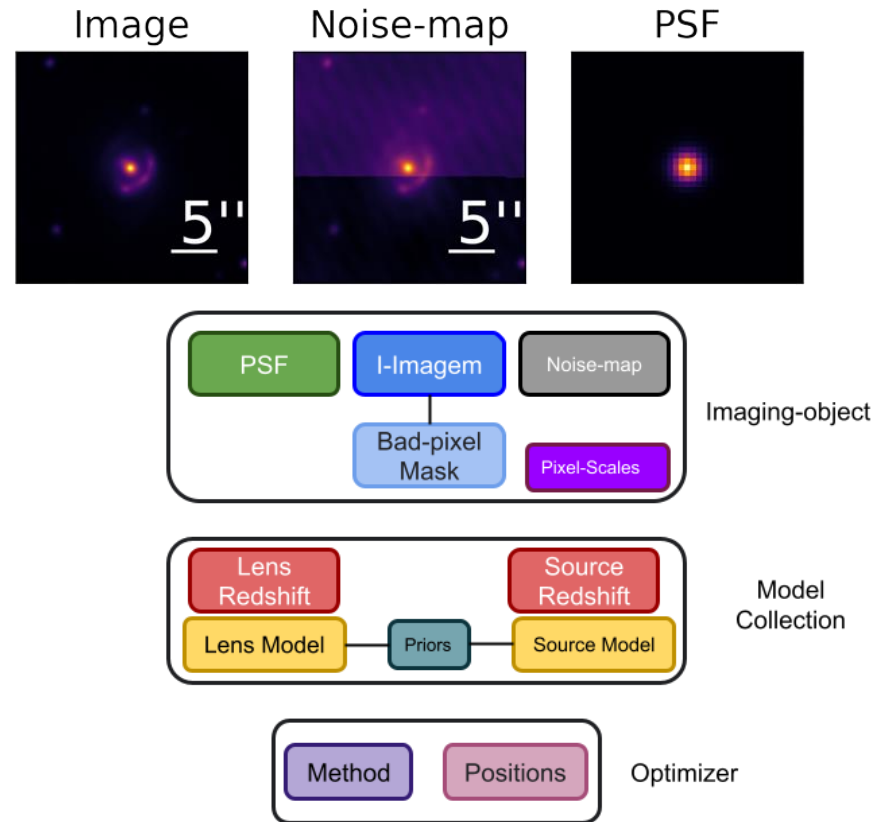 Image
Noise-map
PSF
5''
5''
PSF
I-Imagem
Noise-map
Bad-pixel
Mask
Pixel-Scales
Imaging-object
Lens
Redshift
Source
Redshift
Lens Model
Priors
Source Model
Model
Collection
Method
Positions
Optimizer